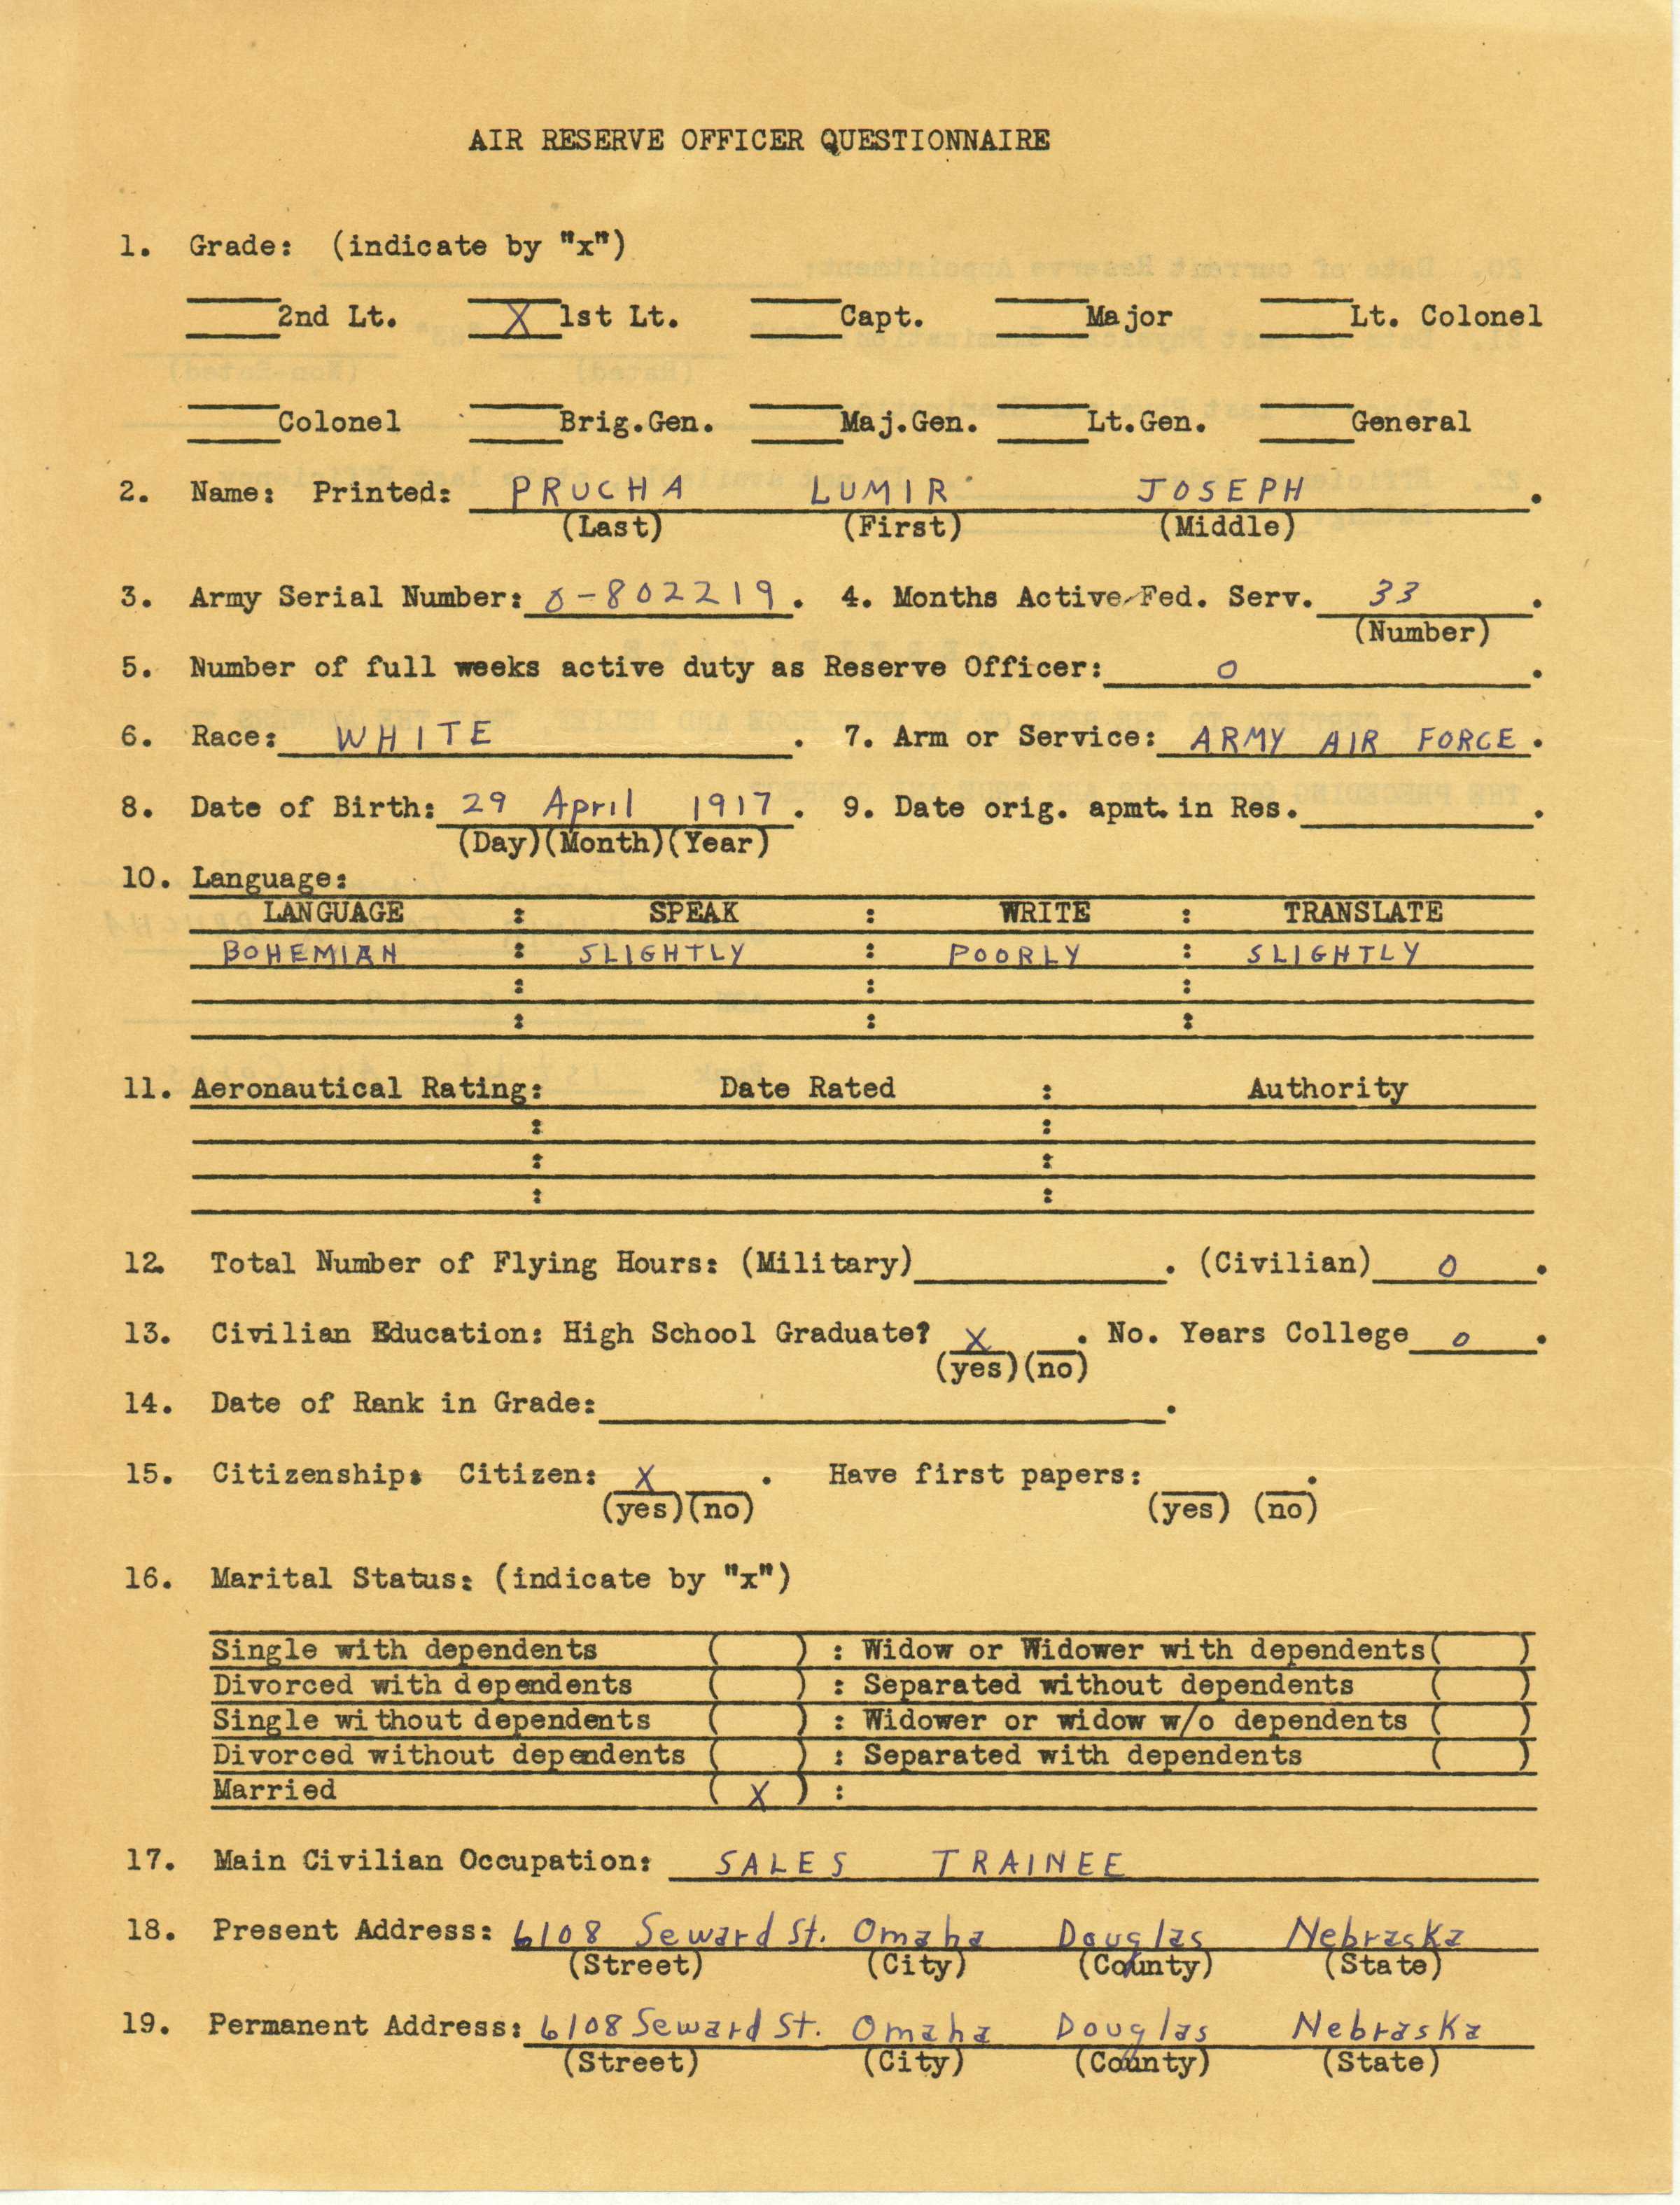 AIR RESERVE OFFICER QUESTIONNAIRE
1. Grade: (indicate by "x")
2nd Lt. X 1st Lt. Capt. Major Lt. Colonel
Colonel Brig.Gen. Maj.Gen. Lt.Gen. General
2. Name: Printed: PRUCHA LUMIR JOSEPH .
(Last) (First) (Middle)
3. Army Serial Number: O-802219 . 4. Months Active Fed. Serv. 33 .
(Number)
5. Number of full weeks active duty as Reserve Officer: 0 .
6. Race: WHITE . 7. Arm or Service: ARMY AIR FORCE .
8. Date of Birth: 29 April 1917 . 9. Date orig. apmt. in Res. .
(Day)(Month)(Year)
10. Language:
LANGUAGE : SPEAK : WRITE : TRANSLATE
BOHEMIAN : SLIGHTLY : POORLY : SLIGHTLY
: : :
: : :
11. Aeronautical Rating: Date Rated : Authority
: :
: :
: :
12. Total Number of Flying Hours: (Military) . (Civilian) 0 .
13. Civilian Education: High School Graduate? X . No. Years College 0 .
(yes)(no)
14. Date of Rank in Grade: .
15. Citizenship: Citizen: X . Have first papers: .
(yes)(no) (yes) (no)
16. Marital Status: (indicate by "x")
Single with dependents ( ) : Widow or Widower with dependents( )
Divorced with dependents ( ) : Separated without dependents ( )
Single without dependents ( ) : Widower or widow w/o dependents ( )
Divorced without dependents ( ) : Separated with dependents ( )
Married ( X ) :
17. Main Civilian Occupation: SALES TRAINEE
18. Present Address: 6108 Seward St. Omaha Douglas Nebraska
(Street) (City) (County) (State)
19. Permanent Address: 6108 Seward St. Omaha Douglas Nebraska
(Street) (City) (County) (State)